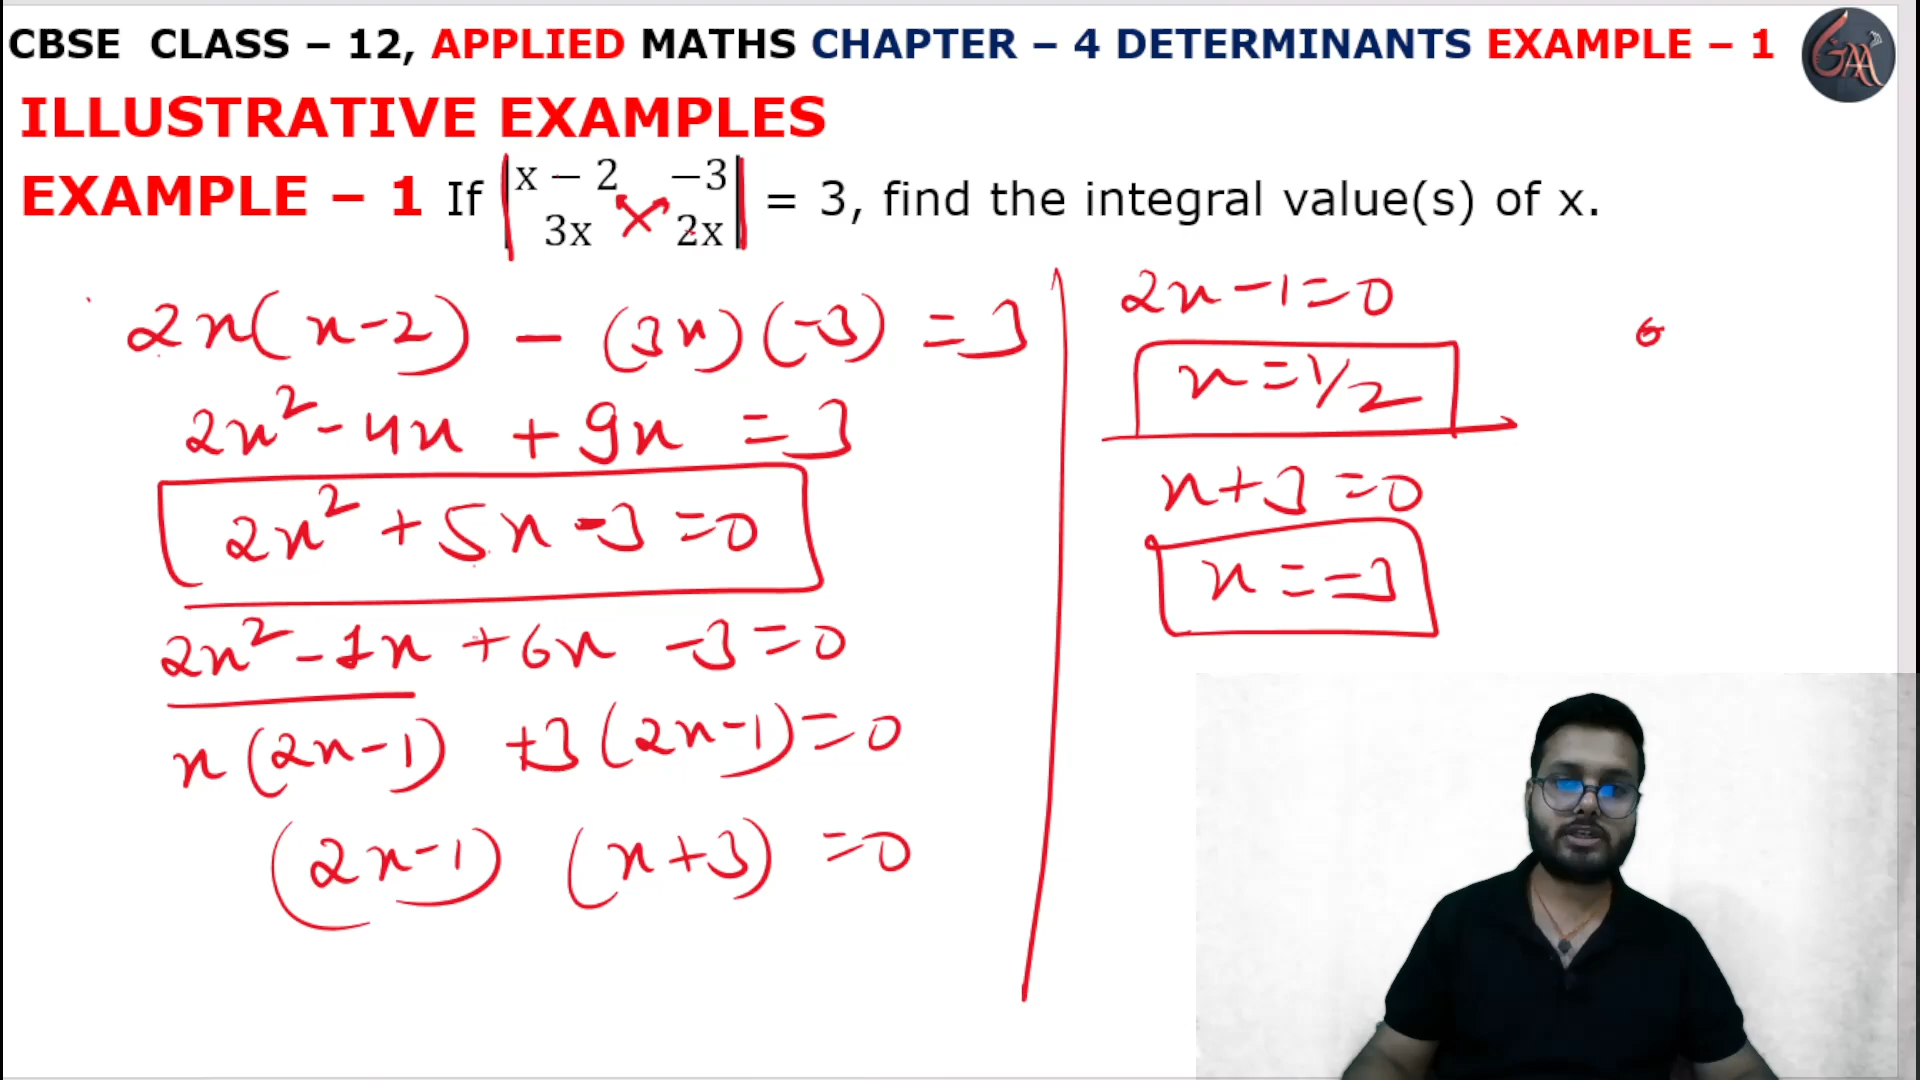 CBSE CLASS – 12, APPLIED MATHS CHAPTER – 4 DETERMINANTS EXAMPLE – 1
GAA
ILLUSTRATIVE EXAMPLES
EXAMPLE – 1 If |x – 2 –3| = 3, find the integral value(s) of x.
3x 2x
2x(x-2) - (3x)(-3) = 3
2x² - 4x + 9x = 3
2x² + 5x - 3 = 0
2x² - 1x + 6x - 3 = 0
x(2x-1) + 3(2x-1) = 0
(2x-1) (x+3) = 0
2x - 1 = 0
x = 1/2
x + 3 = 0
x = -3